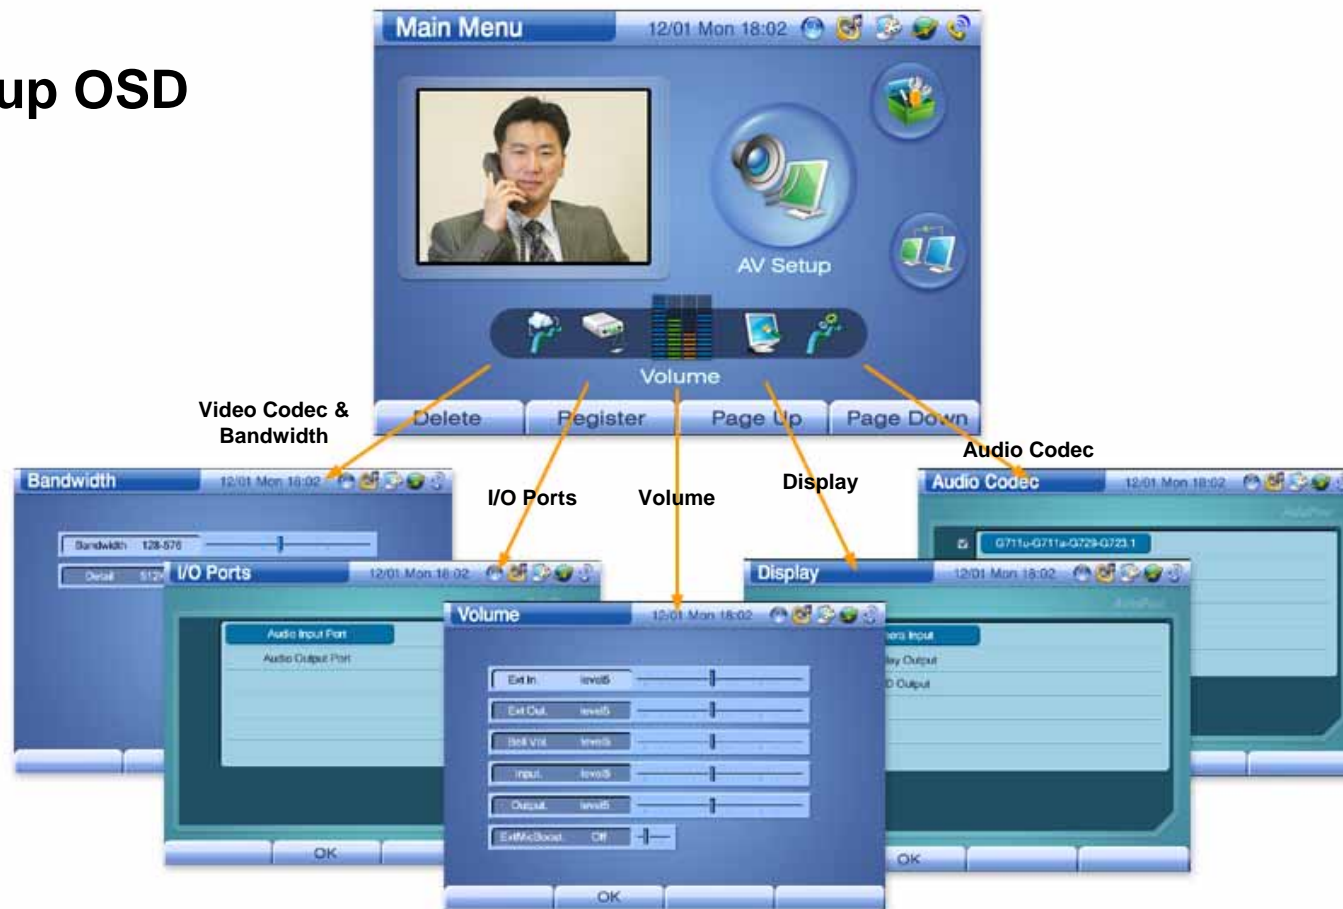 up OSD
Main Menu
12/01 Mon 18:02
AV Setup
Volume
Delete
Register
Page Up
Page Down
Video Codec &
Bandwidth
I/O Ports
Volume
Display
Audio Codec
Bandwidth
12/01 Mon 18:02
Bandwidth 128-576
Detail
I/O Ports
12/01 Mon 18:02
Audio Input Port
Audio Output Port
OK
Volume
12/01 Mon 18:02
Ext In. level5
Ext Out. level5
Bell Vol. level5
Input. level5
Output. level5
ExtMicBoost. Off
OK
Display
12/01 Mon 18:02
Input
Output
Output
OK
Audio Codec
12/01 Mon 18:02
G711u-G711a-G729-G723.1